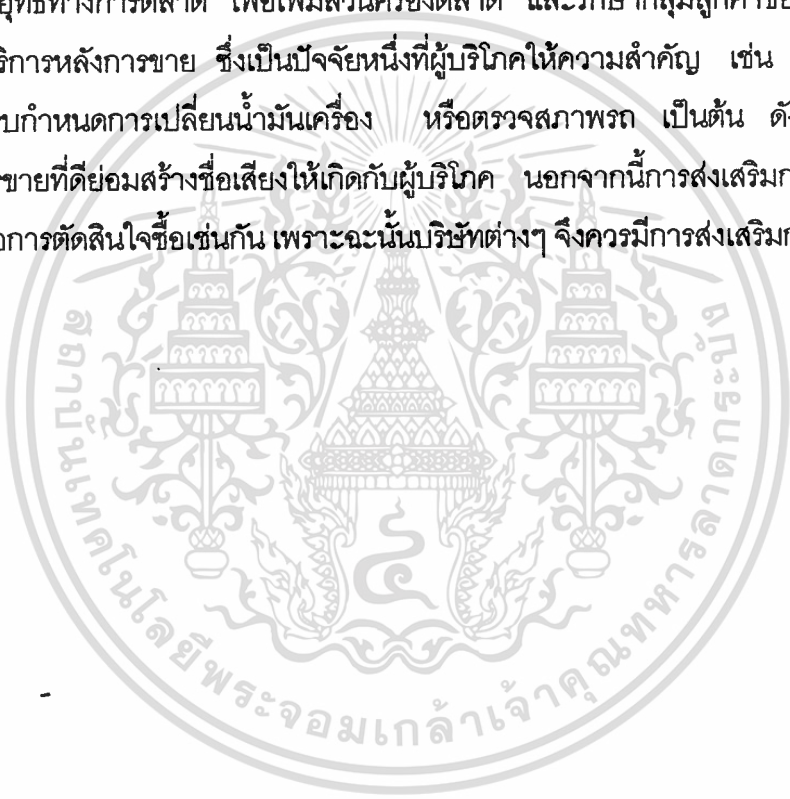 ยุทธ์ทางการตลาด เพื่อเพิ่มส่วนครองตลาด และรักษากลุ่มลูกค้า
ริการหลังการขาย ซึ่งเป็นปัจจัยหนึ่งที่ผู้บริโภคให้ความสำคัญ เช่น
บกำหนดการเปลี่ยนน้ำมันเครื่อง หรือตรวจสภาพรถ เป็นต้น ดั
ขายที่ดีย่อมสร้างชื่อเสียงให้เกิดกับผู้บริโภค นอกจากนี้การส่งเสริมก
อการตัดสินใจซื้อเช่นกัน เพราะฉะนั้นบริษัทต่างๆ จึงควรมีการส่งเสริมก
สถาบันเทคโนโลยีพระจอมเกล้าเจ้าคุณทหารลาดกระบัง